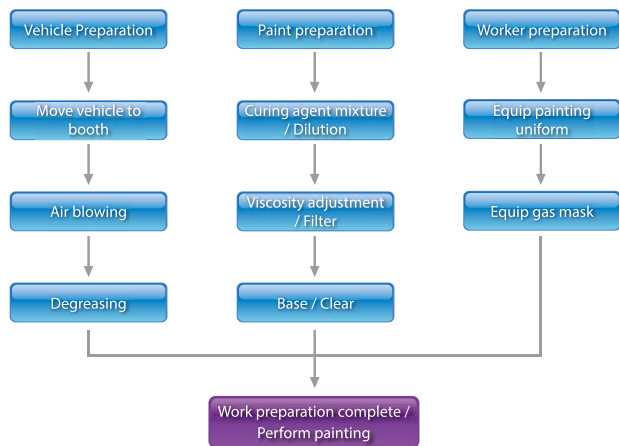 Vehicle Preparation
Paint preparation
Worker preparation
Move vehicle to
booth
Curing agent mixture
/ Dilution
Equip painting
uniform
Air blowing
Viscosity adjustment
/ Filter
Equip gas mask
Degreasing
Base / Clear
Work preparation complete /
Perform painting